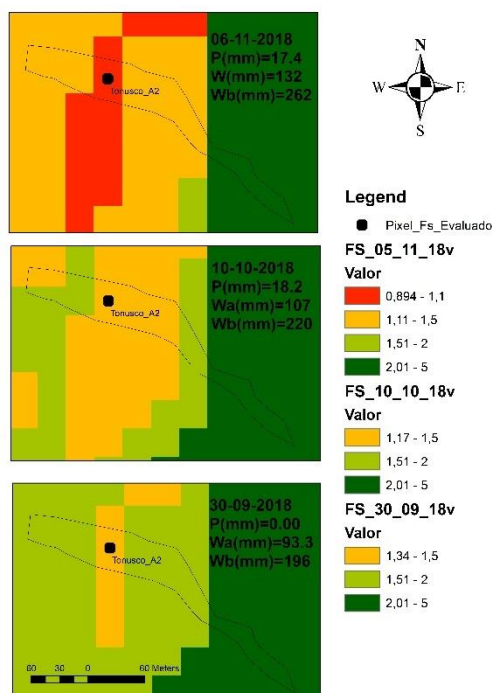 06-11-2018
P(mm)=17.4
W(mm)=132
Wb(mm)=262
Tonusco_A2
10-10-2018
P(mm)=18.2
Wa(mm)=107
Wb(mm)=220
Tonusco_A2
30-09-2018
P(mm)=0.00
Wa(mm)=93.3
Wb(mm)=196
Tonusco_A2
60 30 0 60 Meters
N
W E
S
Legend
Pixel_Fs_Evaluado
FS_05_11_18v
Valor
0,894 - 1,1
1,11 - 1,5
1,51 - 2
2,01 - 5
FS_10_10_18v
Valor
1,17 - 1,5
1,51 - 2
2,01 - 5
FS_30_09_18v
Valor
1,34 - 1,5
1,51 - 2
2,01 - 5